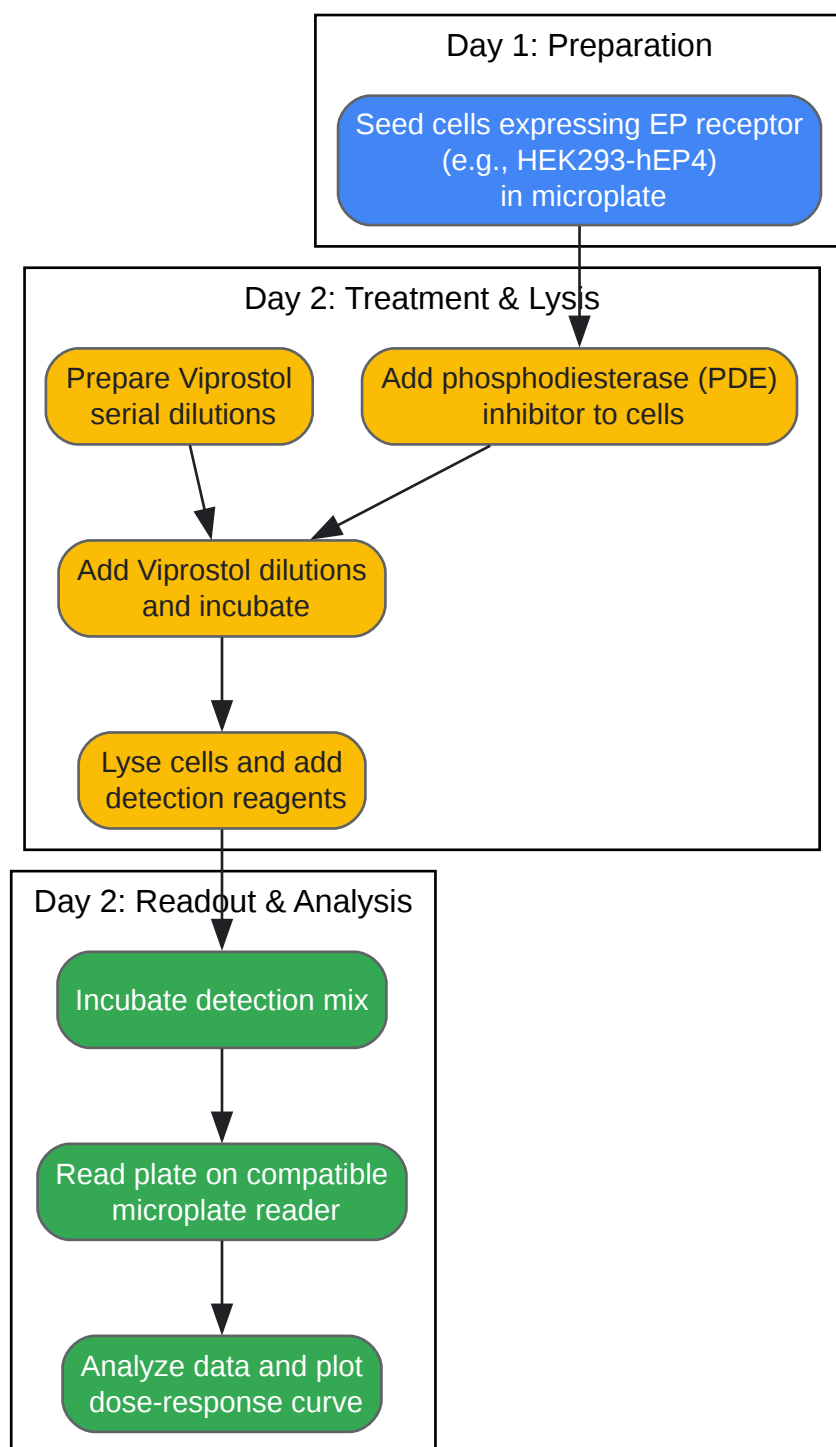 Day 1: Preparation
Seed cells expressing EP receptor
(e.g., HEK293-hEP4)
in microplate
Day 2: Treatment & Lysis
Prepare Viprostol
serial dilutions
Add phosphodiesterase (PDE)
inhibitor to cells
Add Viprostol dilutions
and incubate
Lyse cells and add
detection reagents
Day 2: Readout & Analysis
Incubate detection mix
Read plate on compatible
microplate reader
Analyze data and plot
dose-response curve